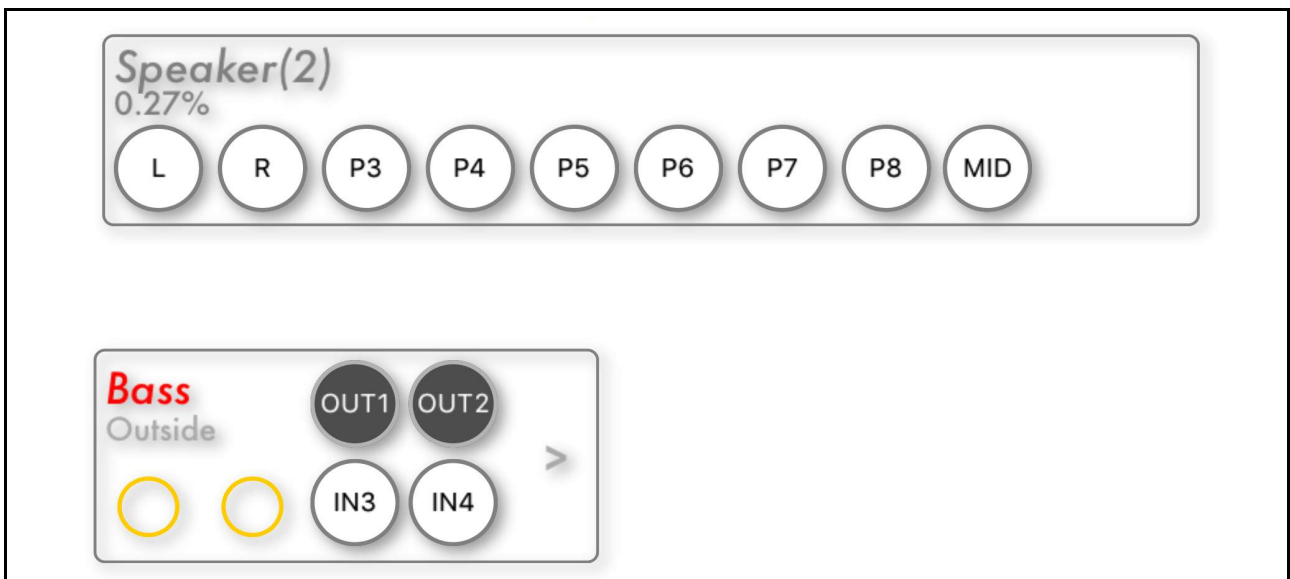 Speaker(2)
0.27%
L R P3 P4 P5 P6 P7 P8 MID
Bass
Outside
OUT1 OUT2
>
IN3 IN4